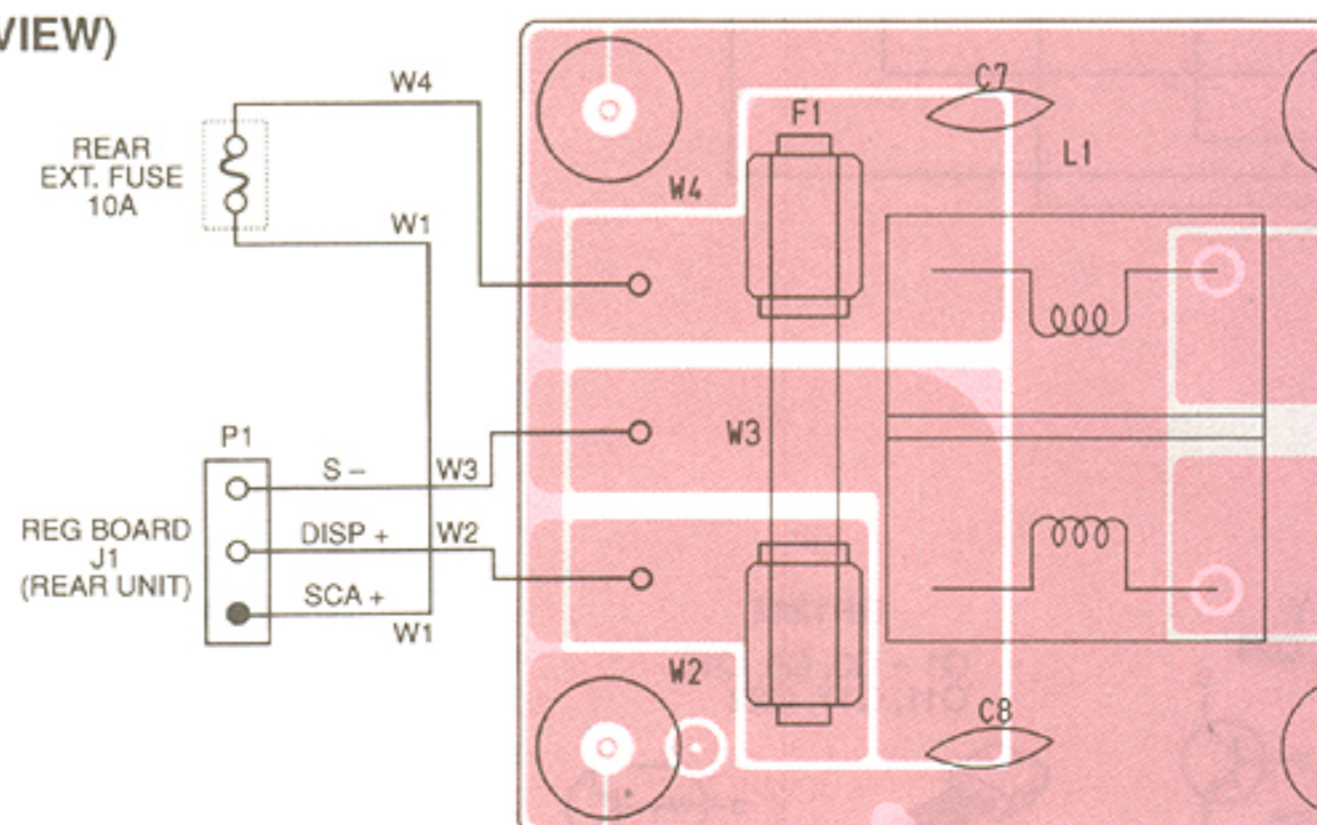 VIEW)
W4
REAR
EXT. FUSE
10A
W1
P1
S –
W3
REG BOARD
J1
(REAR UNIT)
DISP +
W2
SCA +
W1
C7
F1
L1
W4
W3
W2
C8